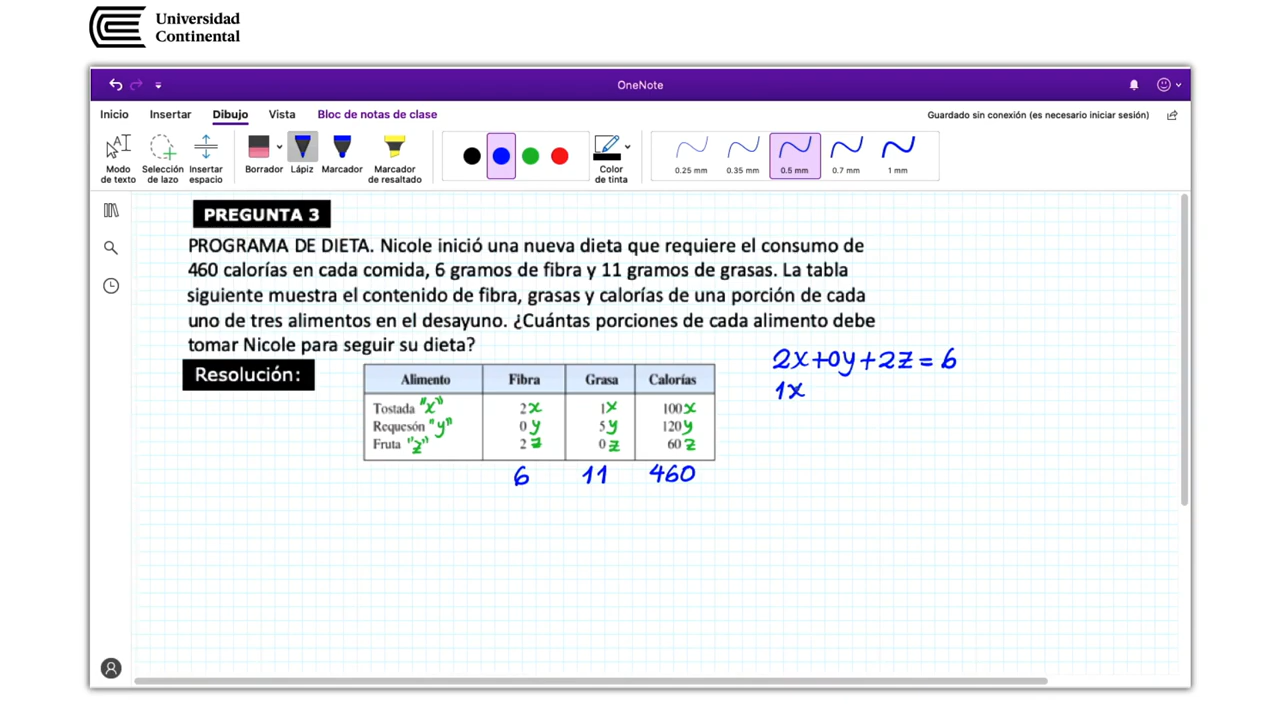 Universidad
Continental
OneNote
Inicio Insertar Dibujo Vista Bloc de notas de clase
Guardado sin conexión (es necesario iniciar sesión)
Modo de texto
Selección de lazo
Insertar espacio
Borrador
Lápiz
Marcador
Marcador de resaltado
Color de tinta
0.25 mm 0.35 mm 0.5 mm 0.7 mm 1 mm
PREGUNTA 3
PROGRAMA DE DIETA. Nicole inició una nueva dieta que requiere el consumo de
460 calorías en cada comida, 6 gramos de fibra y 11 gramos de grasas. La tabla
siguiente muestra el contenido de fibra, grasas y calorías de una porción de cada
uno de tres alimentos en el desayuno. ¿Cuántas porciones de cada alimento debe
tomar Nicole para seguir su dieta?
Resolución:
Alimento Fibra Grasa Calorías
Tostada "x" 2x 1x 100x
Requesón "y" 0y 5y 120y
Fruta "z" 2z 0z 60z
6 11 460
2x+0y+2z=6
1x